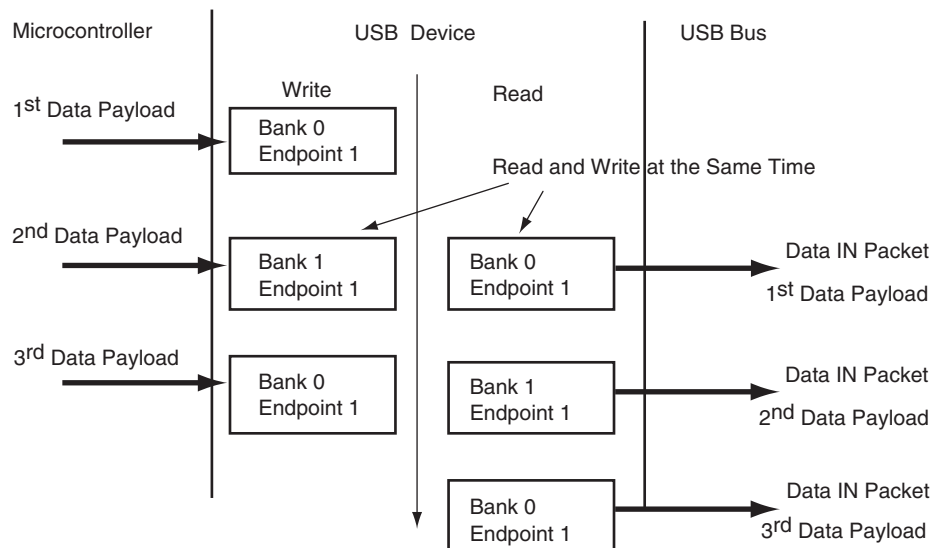 Microcontroller
USB Device
USB Bus
Write
Read
1st Data Payload
Bank 0
Endpoint 1
Read and Write at the Same Time
2nd Data Payload
Bank 1
Endpoint 1
Bank 0
Endpoint 1
Data IN Packet
1st Data Payload
3rd Data Payload
Bank 0
Endpoint 1
Bank 1
Endpoint 1
Data IN Packet
2nd Data Payload
Bank 0
Endpoint 1
Data IN Packet
3rd Data Payload